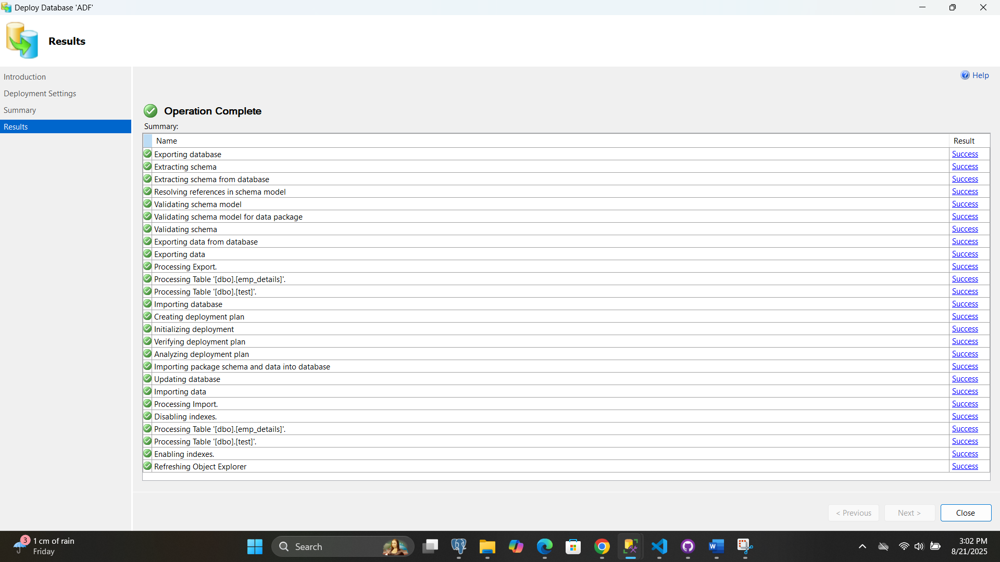 Deploy Database 'ADF'
Results
Introduction
Deployment Settings
Summary
Results
Help
Operation Complete
Summary:
Name Result
Exporting database Success
Extracting schema Success
Extracting schema from database Success
Resolving references in schema model Success
Validating schema model Success
Validating schema model for data package Success
Validating schema Success
Exporting data from database Success
Exporting data Success
Processing Export. Success
Processing Table '[dbo].[emp_details]'. Success
Processing Table '[dbo].[test]'. Success
Importing database Success
Creating deployment plan Success
Initializing deployment Success
Verifying deployment plan Success
Analyzing deployment plan Success
Importing package schema and data into database Success
Updating database Success
Importing data Success
Processing Import. Success
Disabling indexes. Success
Processing Table '[dbo].[emp_details]'. Success
Processing Table '[dbo].[test]'. Success
Enabling indexes. Success
Refreshing Object Explorer Success
< Previous Next > Close
3 1 cm of rain
Friday
Search
3:02 PM
8/21/2025